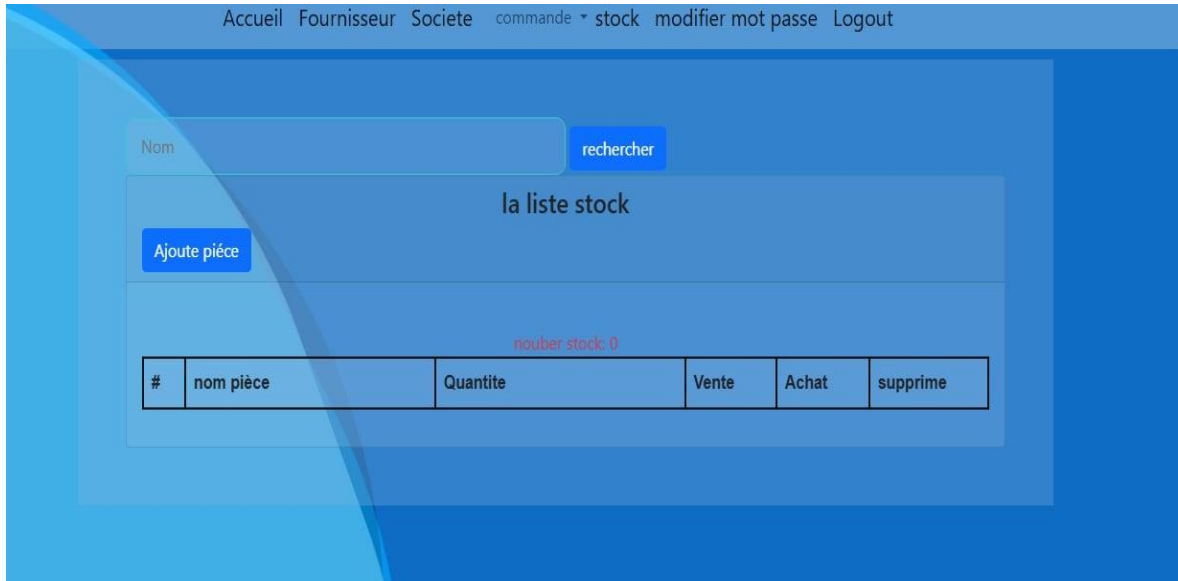 Accueil Fournisseur Societe commande stock modifier mot passe Logout
Nom rechercher
la liste stock
Ajoute piéce
nouber stock: 0
# nom pièce Quantite Vente Achat supprime